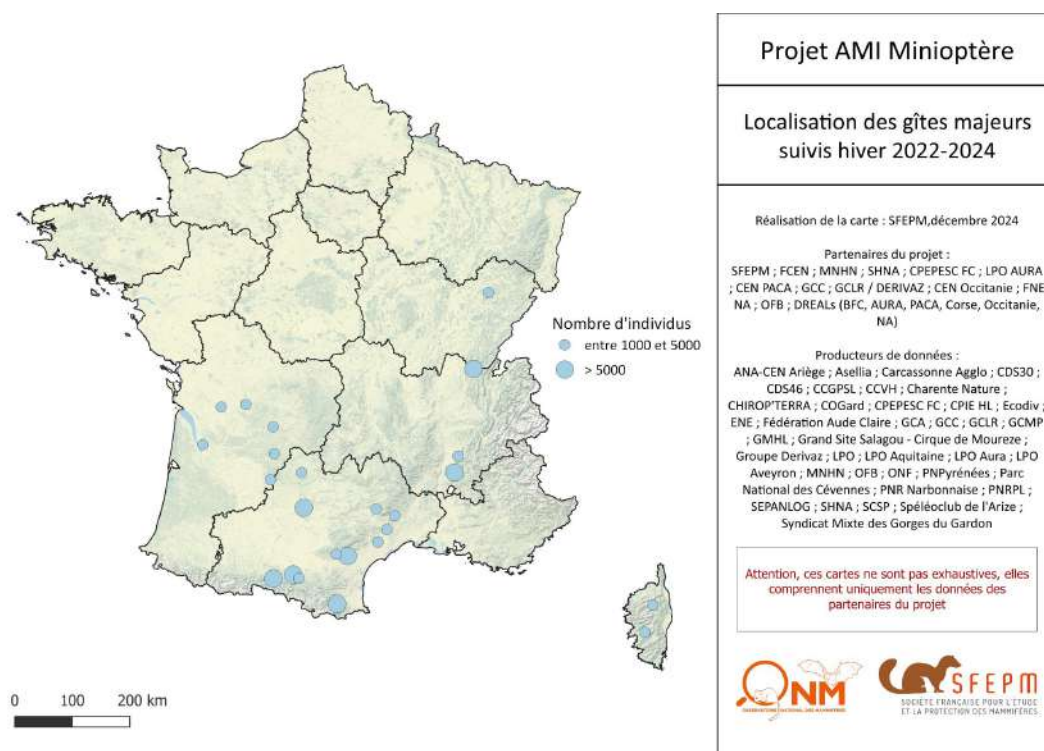 Projet AMI Minioptère
Localisation des gîtes majeurs
suivis hiver 2022-2024
Réalisation de la carte : SFEPM,décembre 2024
Partenaires du projet :
SFEPM ; FCEN ; MNHN ; SHNA ; CPEPESC FC ; LPO AURA
; CEN PACA ; GCC ; GCLR / DERIVAZ ; CEN Occitanie ; FNE
NA ; OFB ; DREALs (BFC, AURA, PACA, Corse, Occitanie,
NA)
Producteurs de données :
ANA-CEN Ariège ; Asellia ; Carcassonne Agglo ; CDS30 ;
CDS46 ; CCGPSL ; CCVH ; Charente Nature ;
CHIROP'TERRA ; COGard ; CPEPESC FC ; CPIE HL ; Ecodiv ;
ENE ; Fédération Aude Claire ; GCA ; GCC ; GCLR ; GCMP
; GMHL ; Grand Site Salagou - Cirque de Moureze ;
Groupe Derivaz ; LPO ; LPO Aquitaine ; LPO Aura ; LPO
Aveyron ; MNHN ; OFB ; ONF ; PNPyrénées ; Parc
National des Cévennes ; PNR Narbonnaise ; PNRPL ;
SEPANLOG ; SHNA ; SCSP ; Spéléoclub de l'Arize ;
Syndicat Mixte des Gorges du Gardon
Attention, ces cartes ne sont pas exhaustives, elles
comprennent uniquement les données des
partenaires du projet
Nombre d'individus
entre 1000 et 5000
> 5000
0 100 200 km
ONM
OBSERVATOIRE NATIONAL DES MAMMIFÈRES
SFEPM
SOCIÉTÉ FRANÇAISE POUR L'ÉTUDE
ET LA PROTECTION DES MAMMIFÈRES